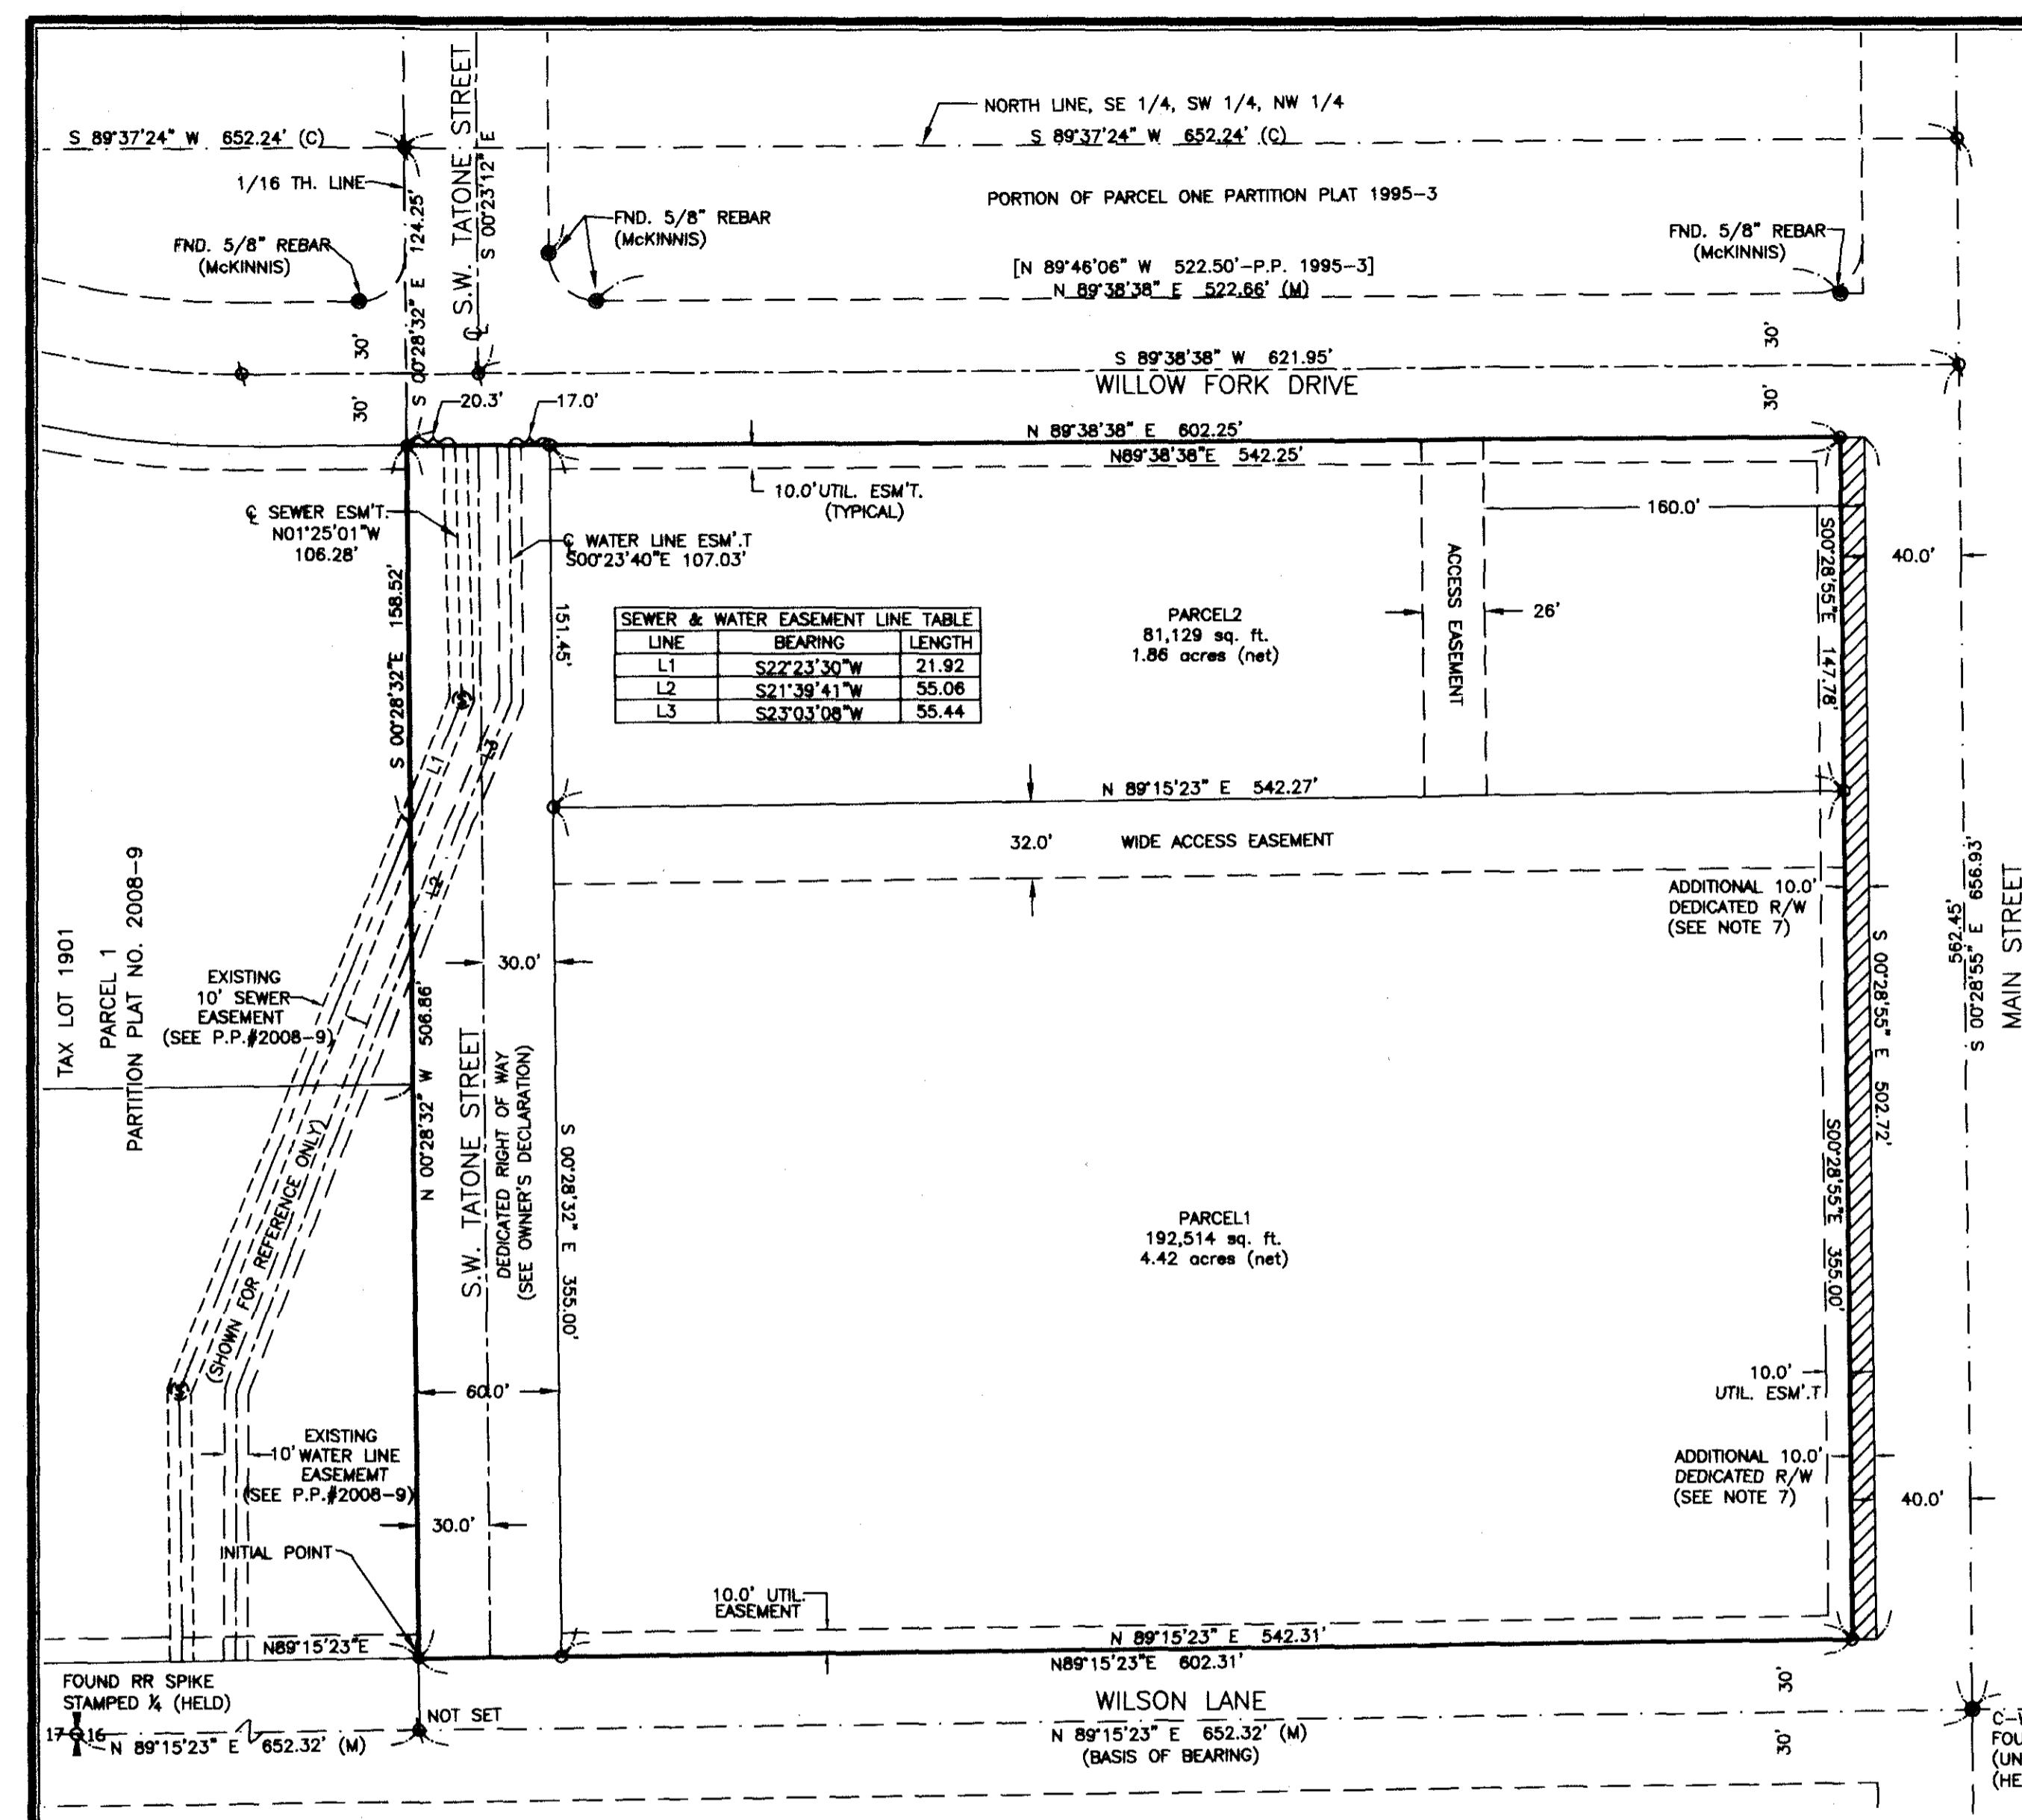 S.W. TATONE STREET
S 00°23'12" E
NORTH LINE, SE 1/4, SW 1/4, NW 1/4
S 89°37'24" W 652.24' (C)
S 89°37'24" W 652.24' (C)
1/16 TH. LINE
S 00°28'32" E 124.25'
FND. 5/8" REBAR
(McKINNIS)
FND. 5/8" REBAR
(McKINNIS)
PORTION OF PARCEL ONE PARTITION PLAT 1995-3
FND. 5/8" REBAR
(McKINNIS)
[N 89°46'06" W 522.50'-P.P. 1995-3]
N 89°38'38" E 522.66' (M)
30'
30'
30'
30'
S 89°38'38" W 621.95'
WILLOW FORK DRIVE
20.3'
17.0'
N 89°38'38" E 602.25'
N89°38'38"E 542.25'
10.0'UTIL. ESM'T.
(TYPICAL)
℄ SEWER ESM'T.
N01°25'01"W
106.28'
℄ WATER LINE ESM'.T
S00°23'40"E 107.03'
160.0'
40.0'
S 00°28'32"E 158.52'
151.45'
SEWER & WATER EASEMENT LINE TABLE
LINE BEARING LENGTH
L1 S22°23'30"W 21.92
L2 S21°39'41"W 55.06
L3 S23°03'08"W 55.44
PARCEL2
81,129 sq. ft.
1.86 acres (net)
ACCESS EASEMENT
26'
S00°28'55"E 147.78'
L1
L3
L2
N 89°15'23" E 542.27'
32.0' WIDE ACCESS EASEMENT
ADDITIONAL 10.0'
DEDICATED R/W
(SEE NOTE 7)
TAX LOT 1901
PARCEL 1
PARTITION PLAT NO. 2008-9
EXISTING
10' SEWER
EASEMENT
(SEE P.P.#2008-9)
30.0'
N 00°28'32" W 506.86'
S.W. TATONE STREET
DEDICATED RIGHT OF WAY
(SEE OWNER'S DECLARATION)
S 00°28'32" E 355.00'
S 00°28'55" E 502.72'
562.45'
S 00°28'55" E 656.93'
MAIN STREET
(SHOWN FOR REFERENCE ONLY)
PARCEL1
192,514 sq. ft.
4.42 acres (net)
S00°28'55"E 355.00'
60.0'
10.0'
UTIL. ESM'.T
EXISTING
10' WATER LINE
EASEMEMT
(SEE P.P.#2008-9)
ADDITIONAL 10.0'
DEDICATED R/W
(SEE NOTE 7)
40.0'
30.0'
INITIAL POINT
10.0' UTIL.
EASEMENT
N89°15'23"E
N 89°15'23" E 542.31'
N89°15'23"E 602.31'
FOUND RR SPIKE
STAMPED ¼ (HELD)
NOT SET
WILSON LANE
30'
17 16
N 89°15'23" E 652.32' (M)
N 89°15'23" E 652.32' (M)
(BASIS OF BEARING)
30'
(UN
(HE